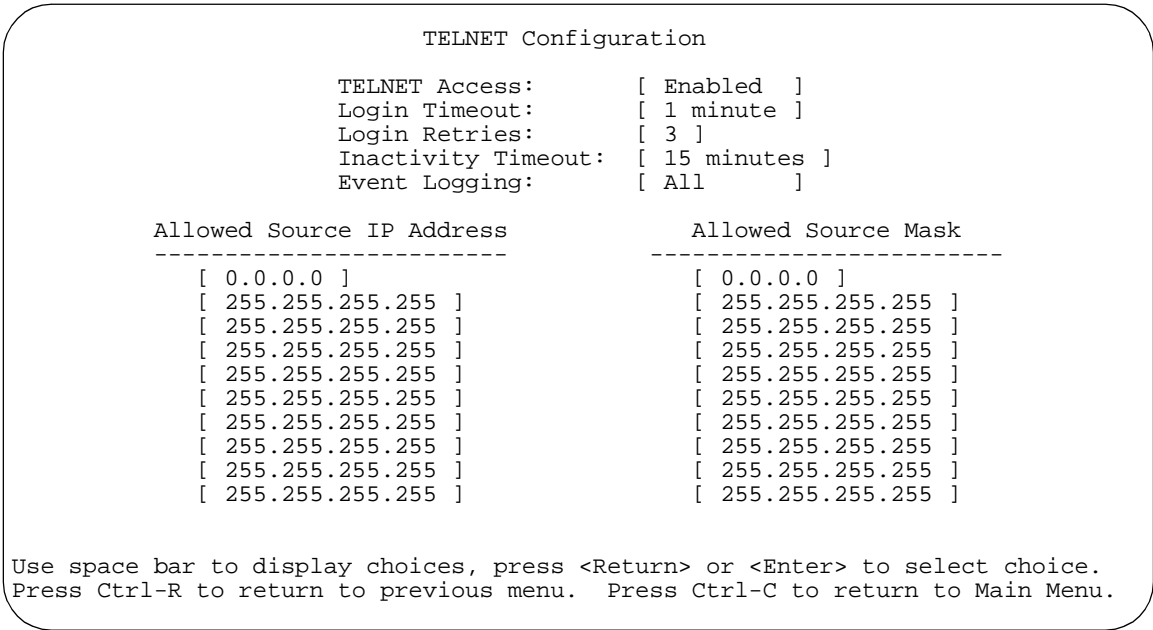 TELNET Configuration
TELNET Access: [ Enabled ]
Login Timeout: [ 1 minute ]
Login Retries: [ 3 ]
Inactivity Timeout: [ 15 minutes ]
Event Logging: [ All ]
Allowed Source IP Address Allowed Source Mask
------------------------- -------------------------
[ 0.0.0.0 ] [ 0.0.0.0 ]
[ 255.255.255.255 ] [ 255.255.255.255 ]
[ 255.255.255.255 ] [ 255.255.255.255 ]
[ 255.255.255.255 ] [ 255.255.255.255 ]
[ 255.255.255.255 ] [ 255.255.255.255 ]
[ 255.255.255.255 ] [ 255.255.255.255 ]
[ 255.255.255.255 ] [ 255.255.255.255 ]
[ 255.255.255.255 ] [ 255.255.255.255 ]
[ 255.255.255.255 ] [ 255.255.255.255 ]
[ 255.255.255.255 ] [ 255.255.255.255 ]
Use space bar to display choices, press <Return> or <Enter> to select choice.
Press Ctrl-R to return to previous menu. Press Ctrl-C to return to Main Menu.